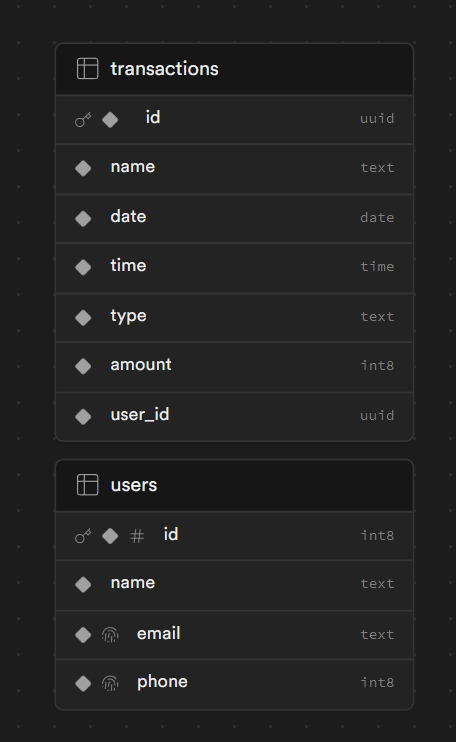 transactions
id uuid
name text
date date
time time
type text
amount int8
user_id uuid
users
# id int8
name text
email text
phone int8